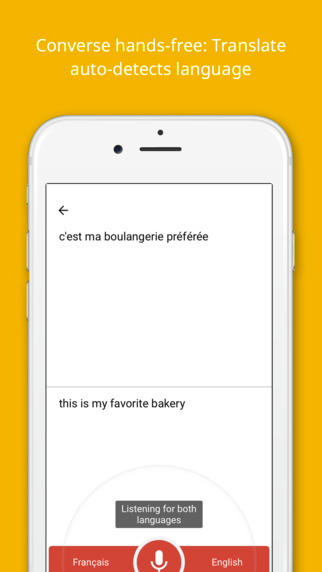 Converse hands-free: Translate
auto-detects language
c'est ma boulangerie préférée
this is my favorite bakery
Listening for both
languages
Français
English